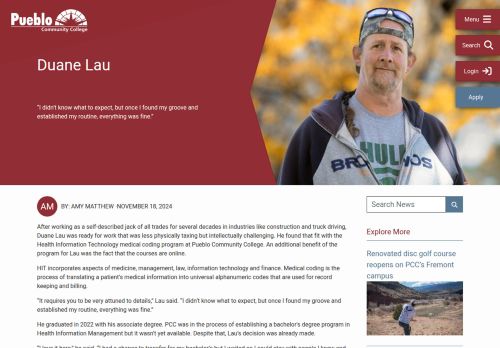 Pueblo
Community College
Menu
Search
Login
Apply
Duane Lau
"I didn't know what to expect, but once I found my groove and
established my routine, everything was fine."
AM BY: AMY MATTHEW · NOVEMBER 18, 2024
Search News
After working as a self-described jack of all trades for several decades in industries like construction and truck driving,
Duane Lau was ready for work that was less physically taxing but intellectually challenging. He found that fit with the
Health Information Technology medical coding program at Pueblo Community College. An additional benefit of the
program for Lau was the fact that the courses are online.
HIT incorporates aspects of medicine, management, law, information technology and finance. Medical coding is the
process of translating a patient's medical information into universal alphanumeric codes that are used for record
keeping and billing.
"It requires you to be very attuned to details," Lau said. "I didn't know what to expect, but once I found my groove and
established my routine, everything was fine."
He graduated in 2022 with his associate degree. PCC was in the process of establishing a bachelor's degree program in
Health Information Management but it wasn't yet available. Despite that, Lau's decision was already made.
Explore More
Renovated disc golf course
reopens on PCC's Fremont
campus